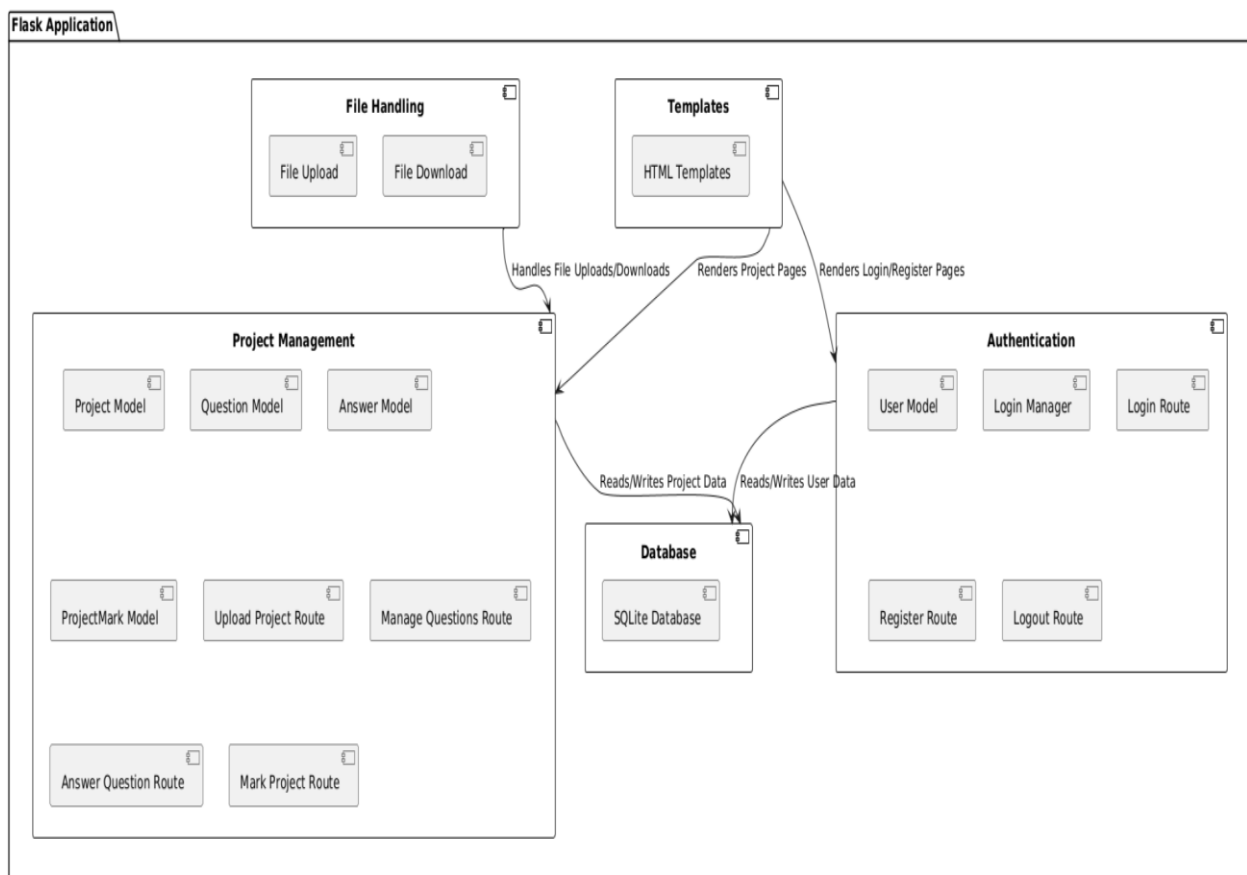 Flask Application
File Handling
Templates
File Upload
File Download
HTML Templates
Handles File Uploads/Downloads
Renders Project Pages
Renders Login/Register Pages
Project Management
Authentication
Project Model
Question Model
Answer Model
User Model
Login Manager
Login Route
Reads/Writes Project Data
Reads/Writes User Data
Database
ProjectMark Model
Upload Project Route
Manage Questions Route
SQLite Database
Register Route
Logout Route
Answer Question Route
Mark Project Route